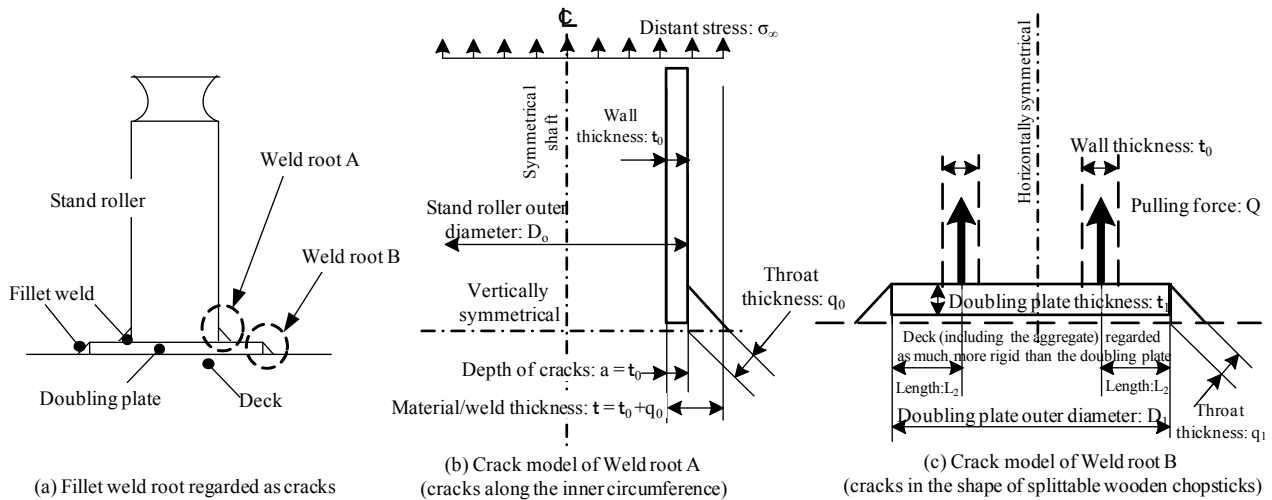 Stand roller
Weld root A
Weld root B
Fillet weld
Doubling plate
Deck
(a) Fillet weld root regarded as cracks
℄
Distant stress: σ∞
Symmetrical
shaft
Wall
thickness: t₀
Stand roller outer
diameter: Dₒ
Vertically
symmetrical
Throat
thickness: q₀
Depth of cracks: a = t₀
Material/weld thickness: t = t₀+q₀
(b) Crack model of Weld root A
(cracks along the inner circumference)
Horizontally symmetrical
Wall thickness: t₀
Pulling force: Q
Doubling plate thickness: t₁
Deck (including the aggregate) regarded
as much more rigid than the doubling plate
Length:L₂
Length:L₂
Doubling plate outer diameter: D₁
Throat
thickness: q₁
(c) Crack model of Weld root B
(cracks in the shape of splittable wooden chopsticks)